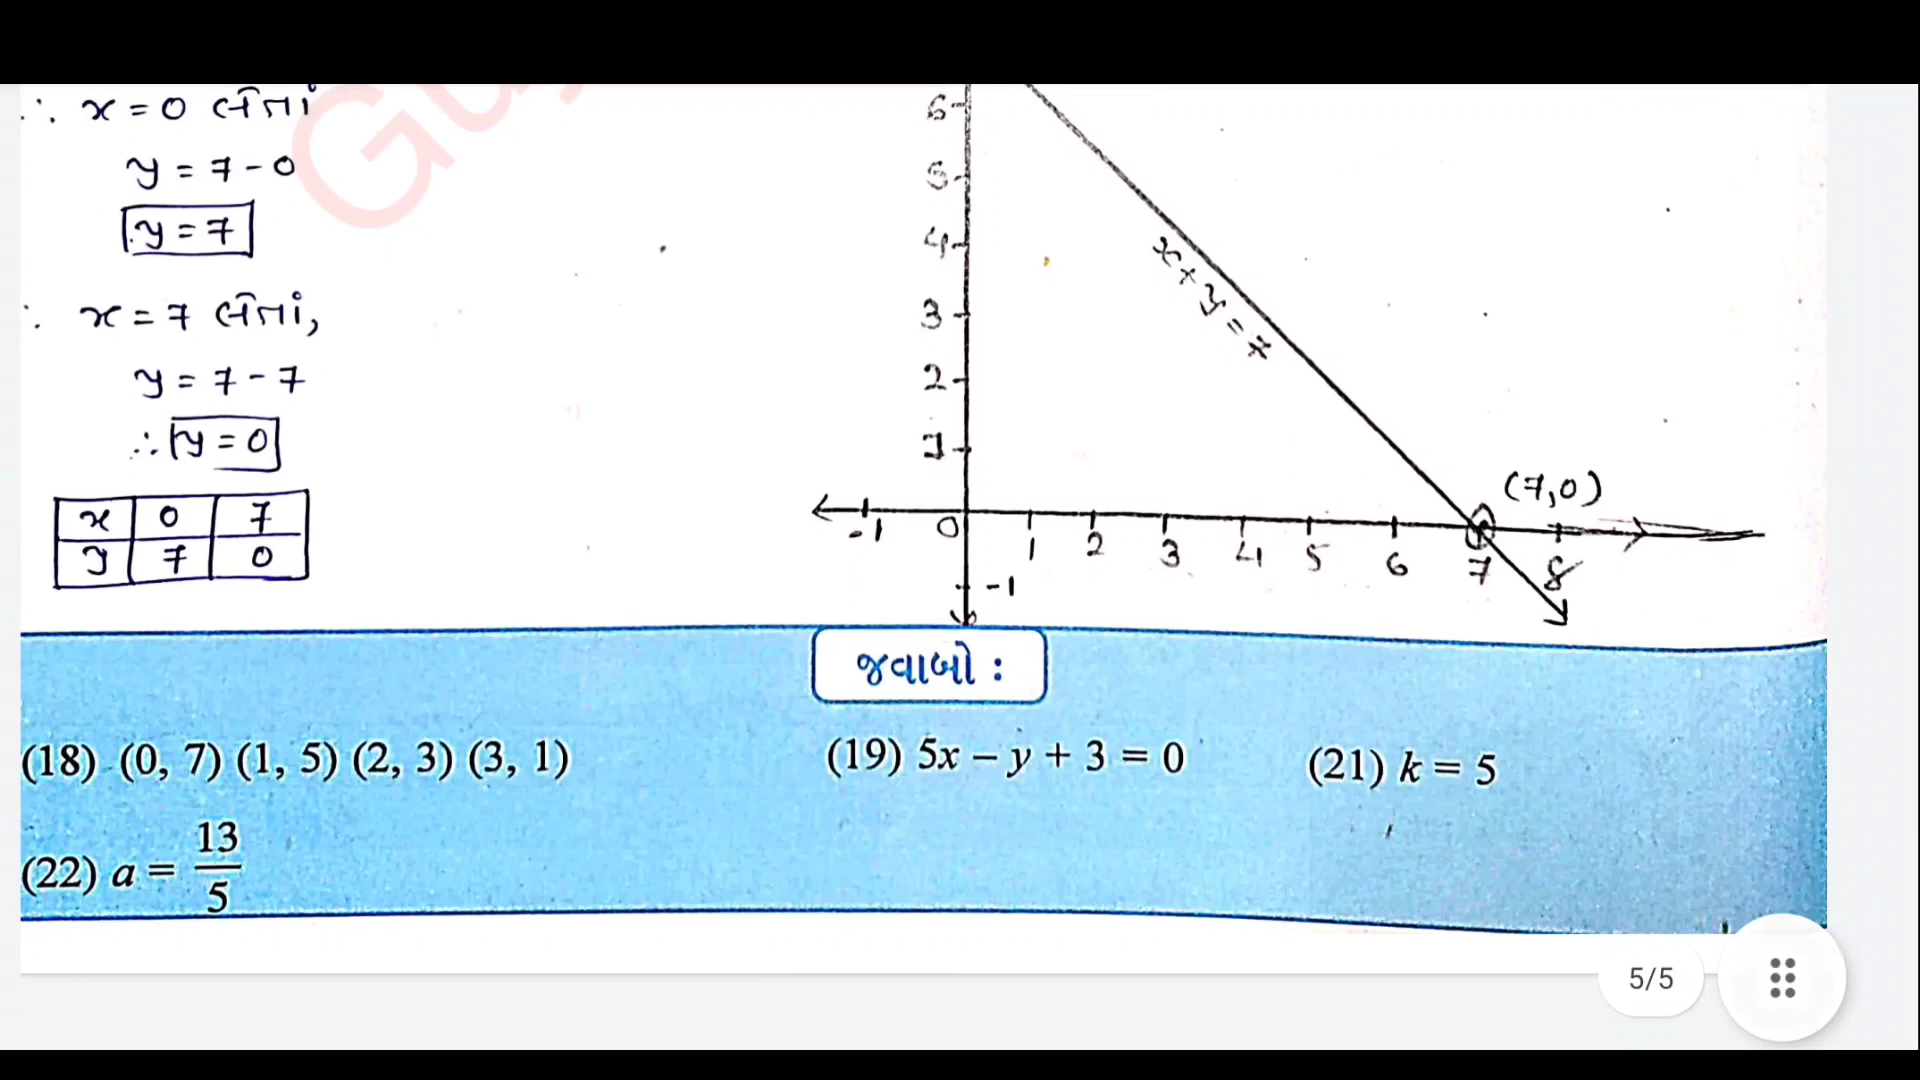 ∴ x = 0 લેતાં
y = 7 - 0
y = 7
∴ x = 7 લેતાં,
y = 7 - 7
∴ y = 0
x 0 7
y 7 0
6
5
4
3
2
1
x + y = 7
(7,0)
-1 0 1 2 3 4 5 6 7 8
-1
જવાબો :
(18) (0, 7) (1, 5) (2, 3) (3, 1)
(19) 5x – y + 3 = 0
(21) k = 5
(22) a = 13/5
5/5